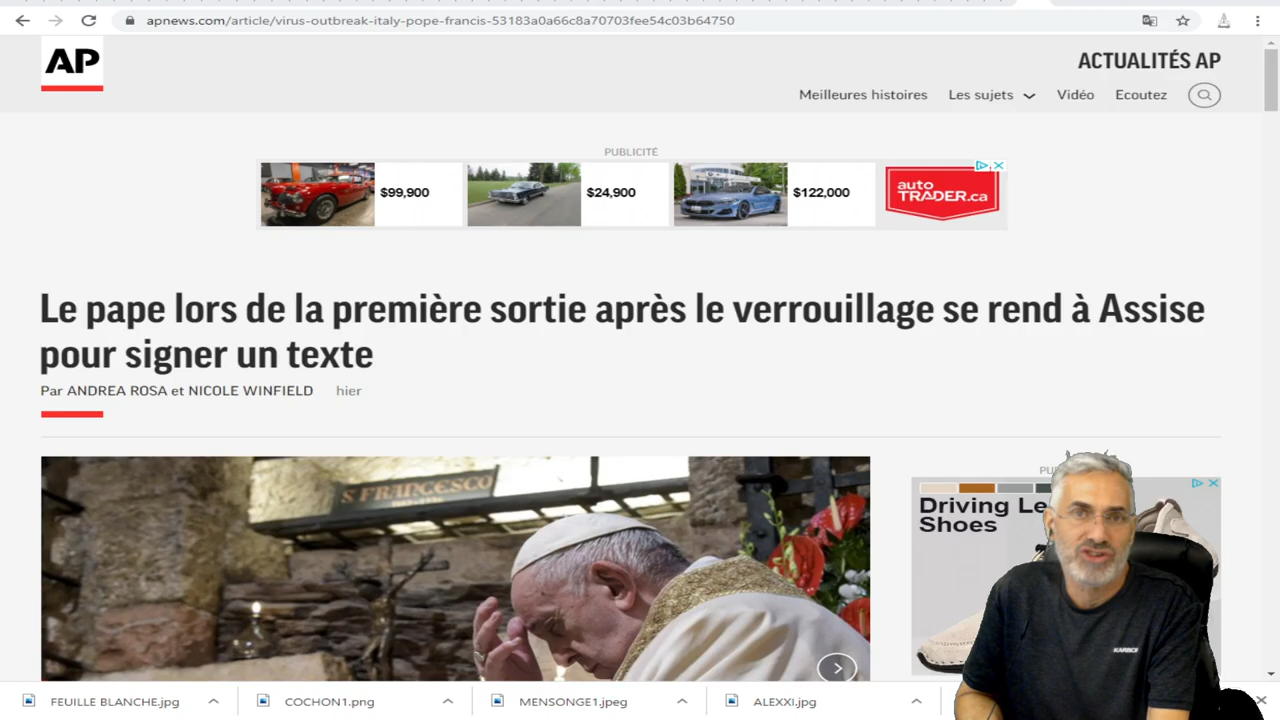 apnews.com/article/virus-outbreak-italy-pope-francis-53183a0a66c8a70703fee54c03b64750
AP
ACTUALITÉS AP
Meilleures histoires Les sujets Vidéo Ecoutez
PUBLICITÉ
$99,900 $24,900 $122,000
auto
TRADER.ca
Le pape lors de la première sortie après le verrouillage se rend à Assise
pour signer un texte
Par ANDREA ROSA et NICOLE WINFIELD hier
S FRANCESCO
Driving
Shoes
FEUILLE BLANCHE.jpg COCHON1.png MENSONGE1.jpeg ALEXXI.jpg